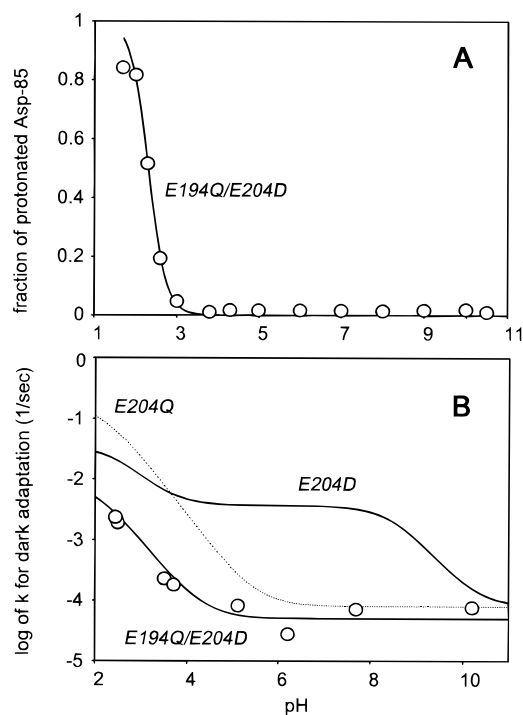 1
A
0.8
0.6
0.4
E194Q/E204D
0.2
0
1 3 5 7 9 11
fraction of protonated Asp-85
0
B
E204Q
-1
E204D
-2
-3
-4
E194Q/E204D
-5
2 4 6 8 10
pH
log of k for dark adaptation (1/sec)